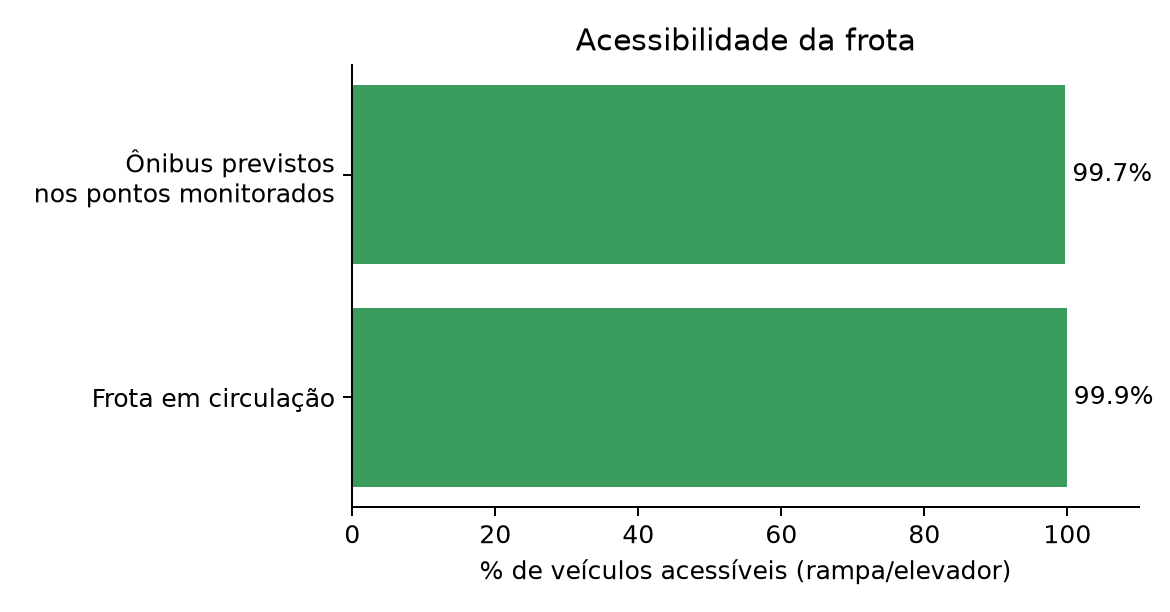 Acessibilidade da frota
Ônibus previstos
nos pontos monitorados
99.7%
Frota em circulação
99.9%
0 20 40 60 80 100
% de veículos acessíveis (rampa/elevador)